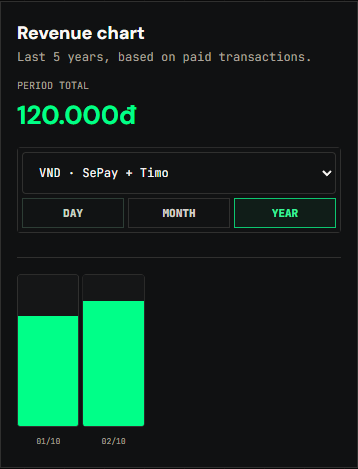 Revenue chart
Last 5 years, based on paid transactions.
PERIOD TOTAL
120.000đ
VND · SePay + Timo
DAY
MONTH
YEAR
01/10
02/10